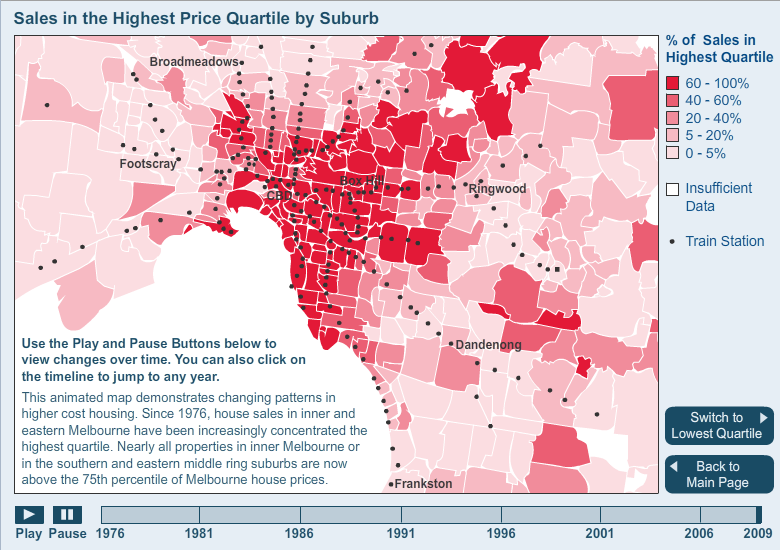 Sales in the Highest Price Quartile by Suburb
% of  Sales in
Highest Quartile
60 - 100%
40 - 60%
20 - 40%
5 - 20%
0 - 5%
Insufficient
Data
Train Station
Broadmeadows
Footscray
Box Hill
CBD
Ringwood
Dandenong
Frankston
Use the Play and Pause Buttons below to
view changes over time. You can also click on
the timeline to jump to any year.
This animated map demonstrates changing patterns in
higher cost housing. Since 1976, house sales in inner and
eastern Melbourne have been increasingly concentrated the
highest quartile. Nearly all properties in inner Melbourne or
in the southern and eastern middle ring suburbs are now
above the 75th percentile of Melbourne house prices.
Switch to
Lowest Quartile
Back to
Main Page
Play Pause 1976 1981 1986 1991 1996 2001 2006 2009